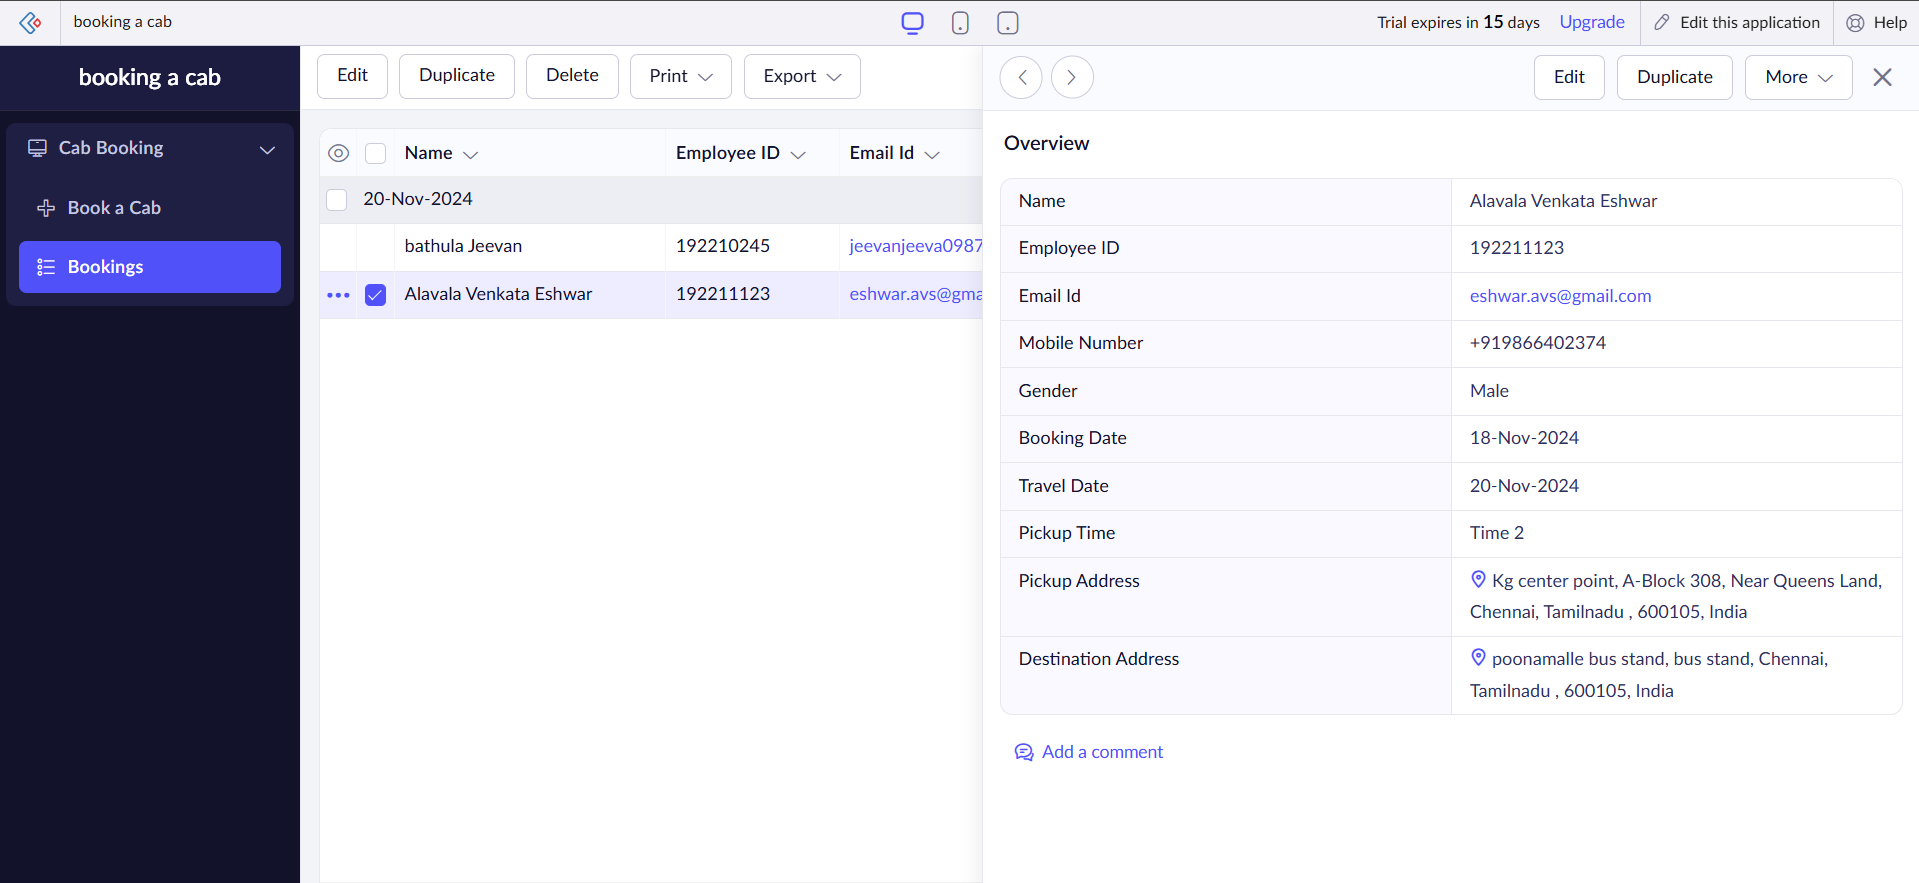 booking a cab
Trial expires in 15 days Upgrade Edit this application Help
booking a cab
Cab Booking
Book a Cab
Bookings
Edit Duplicate Delete Print Export
Name Employee ID Email Id
20-Nov-2024
bathula Jeevan 192210245 jeevanjeeva0987
Alavala Venkata Eshwar 192211123 eshwar.avs@gma
Edit Duplicate More
Overview
Name Alavala Venkata Eshwar
Employee ID 192211123
Email Id eshwar.avs@gmail.com
Mobile Number +919866402374
Gender Male
Booking Date 18-Nov-2024
Travel Date 20-Nov-2024
Pickup Time Time 2
Pickup Address Kg center point, A-Block 308, Near Queens Land,
Chennai, Tamilnadu , 600105, India
Destination Address poonamalle bus stand, bus stand, Chennai,
Tamilnadu , 600105, India
Add a comment